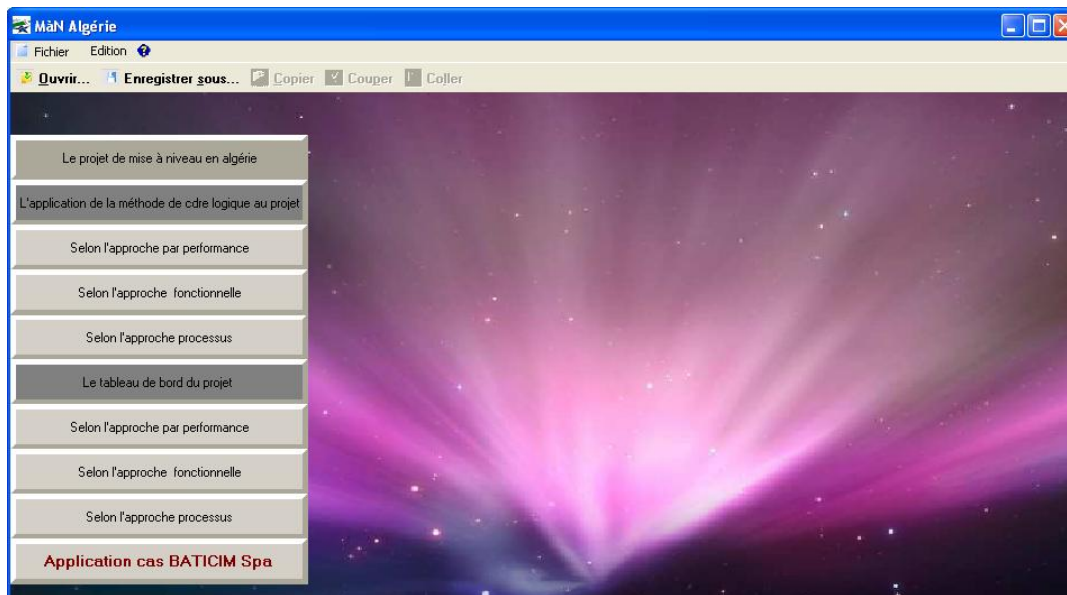 MàN Algérie
Fichier Edition
Ouvrir... Enregistrer sous... Copier Couper Coller
Le projet de mise à niveau en algérie
L'application de la méthode de cdre logique au projet
Selon l'approche par performance
Selon l'approche fonctionnelle
Selon l'approche processus
Le tableau de bord du projet
Selon l'approche par performance
Selon l'approche fonctionnelle
Selon l'approche processus
Application cas BATICIM Spa